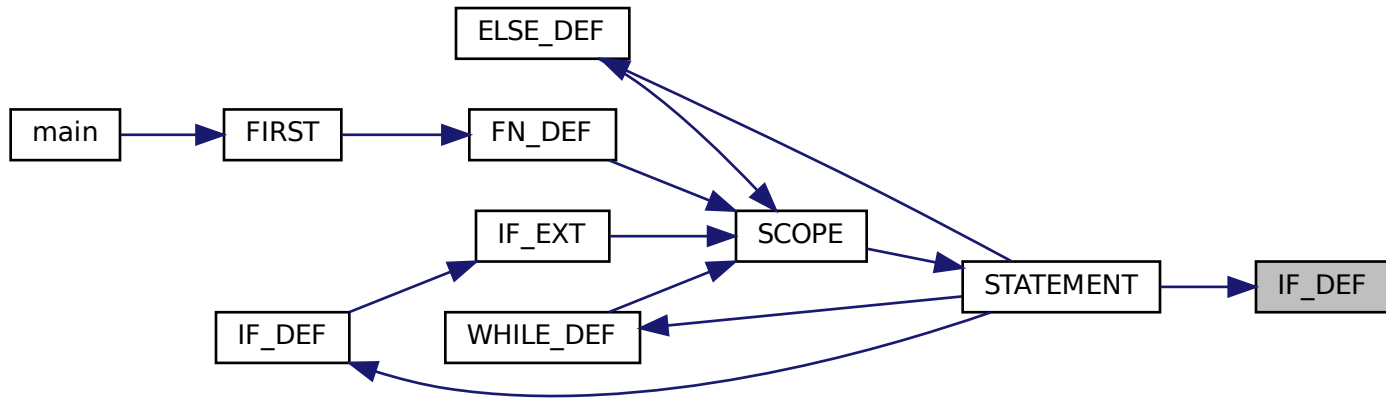 ELSE_DEF
main
FIRST
FN_DEF
IF_EXT
SCOPE
STATEMENT
IF_DEF
IF_DEF
WHILE_DEF